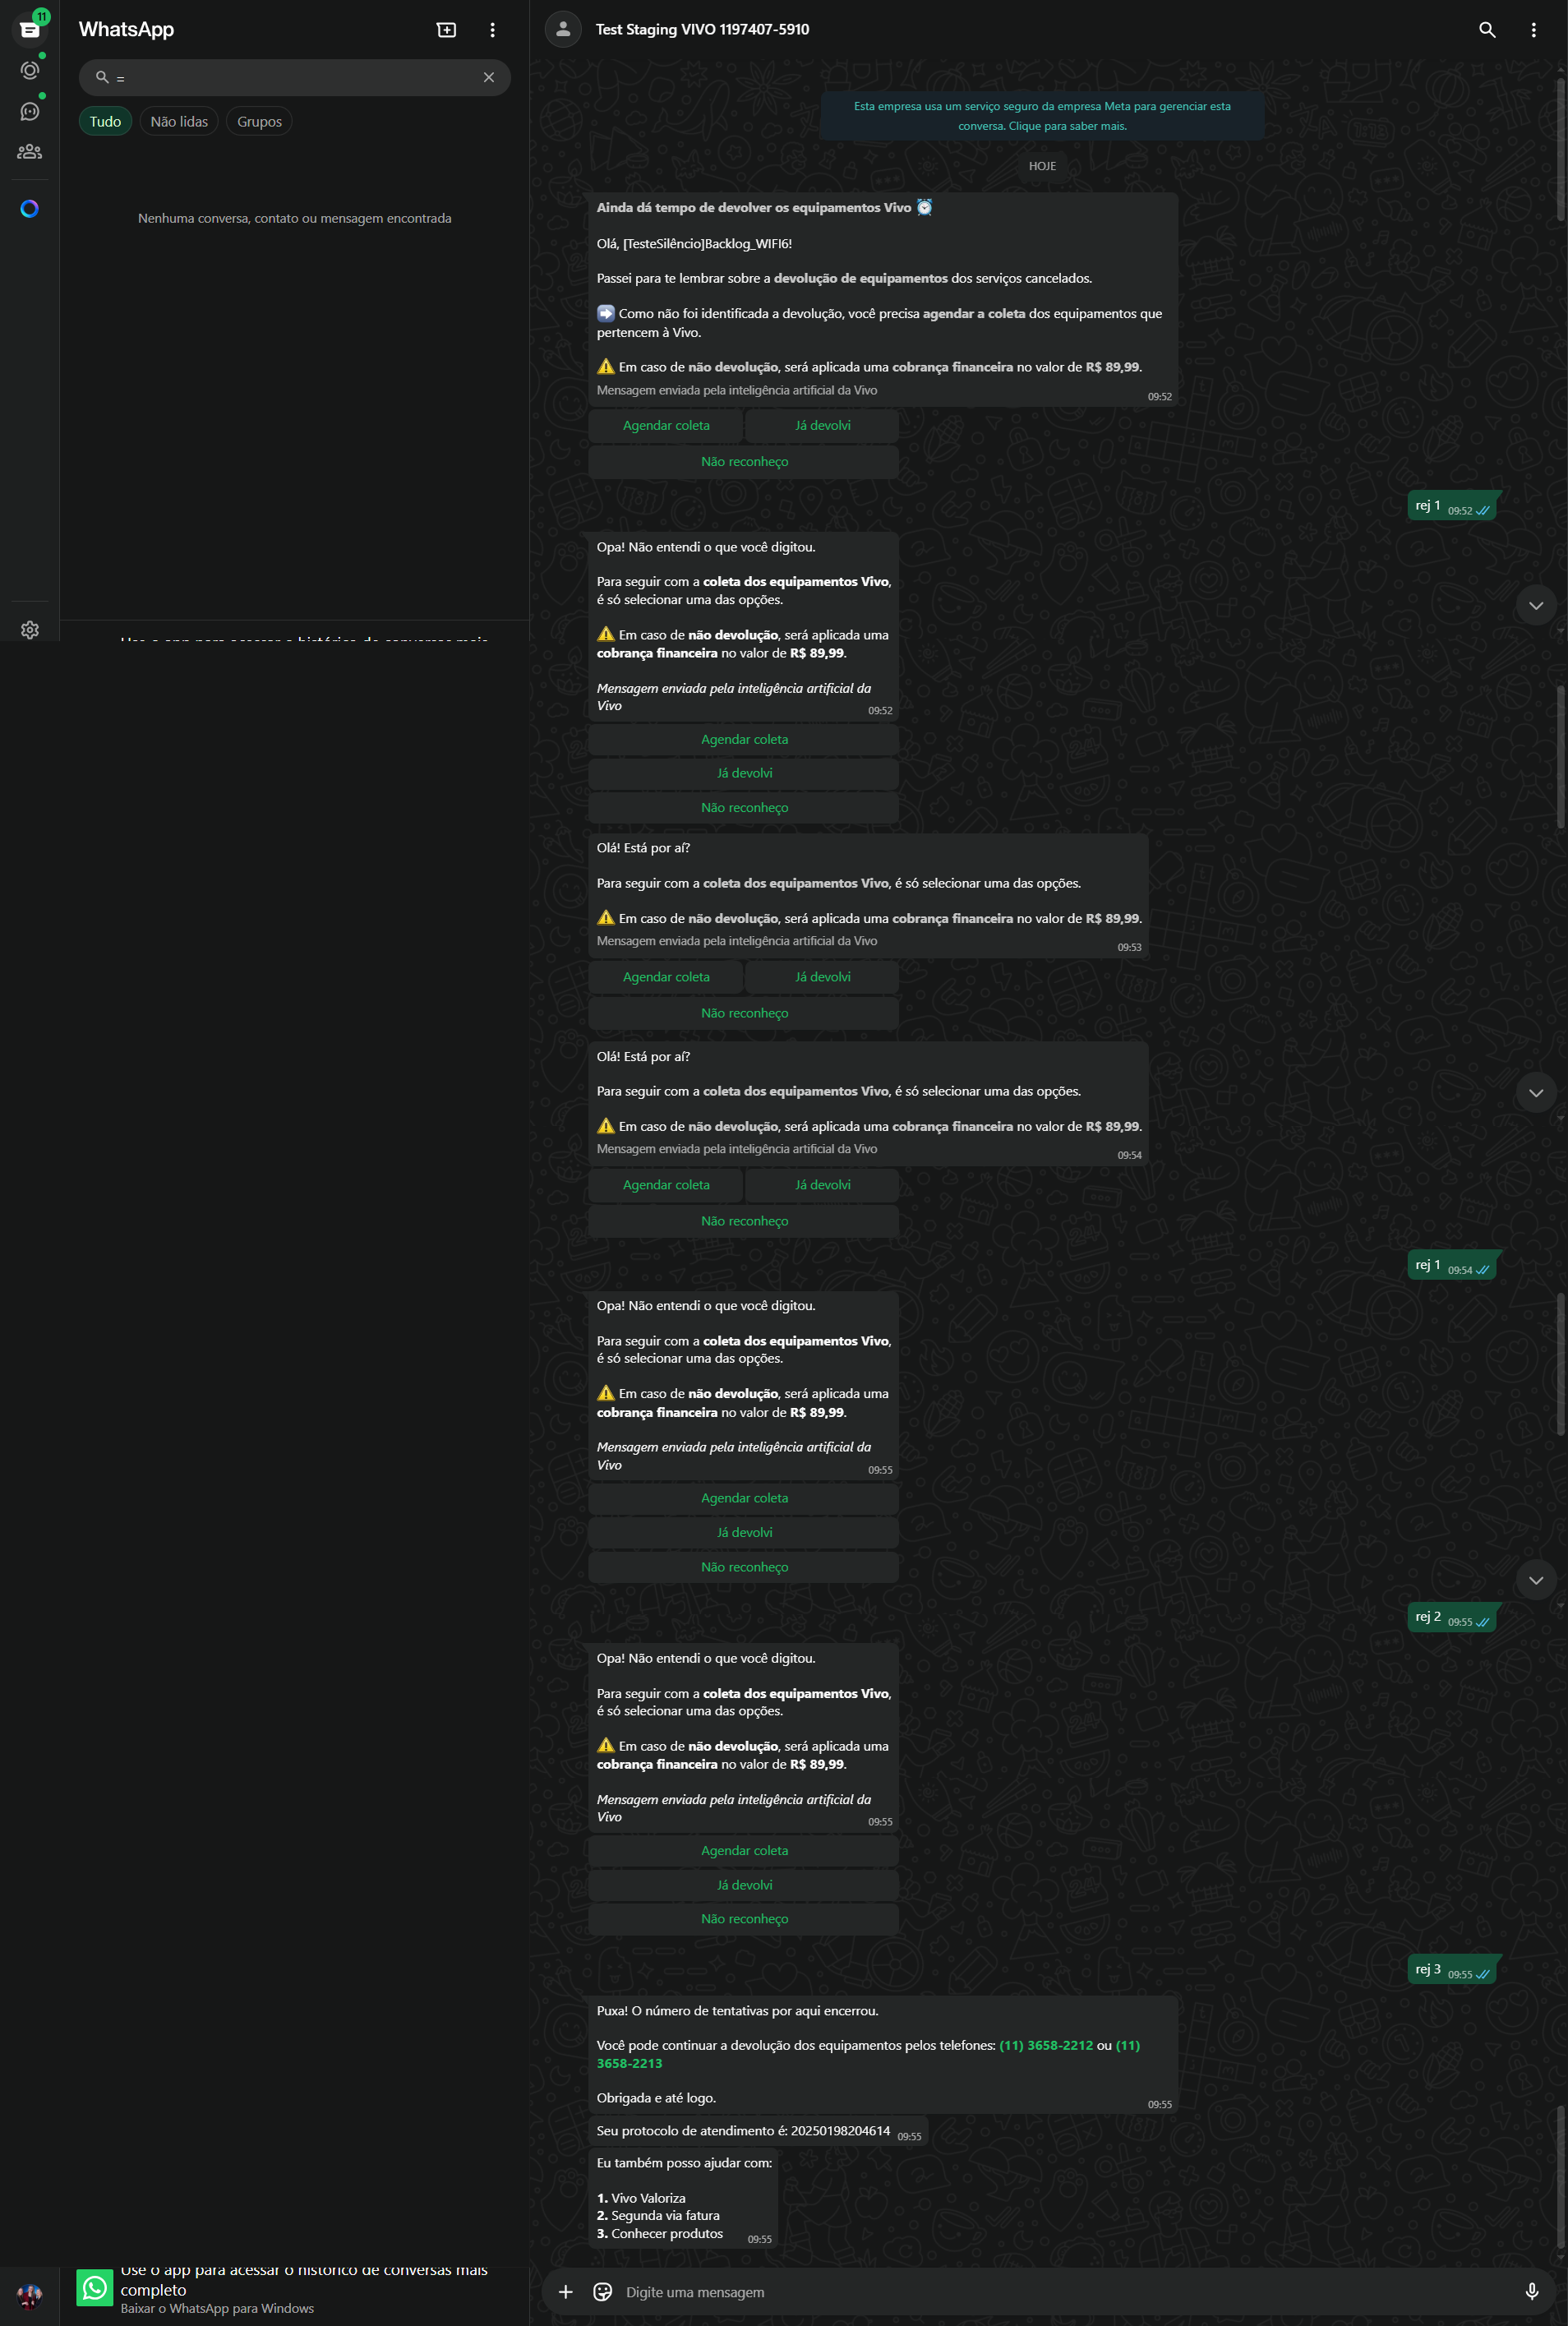 11
WhatsApp
=
Tudo
Não lidas
Grupos
Nenhuma conversa, contato ou mensagem encontrada
Test Staging VIVO 1197407-5910
Esta empresa usa um serviço seguro da empresa Meta para gerenciar esta
conversa. Clique para saber mais.
HOJE
Ainda dá tempo de devolver os equipamentos Vivo ⏰
Olá, [TesteSilêncio]Backlog_WIFI6!
Passei para te lembrar sobre a devolução de equipamentos dos serviços cancelados.
➡️ Como não foi identificada a devolução, você precisa agendar a coleta dos equipamentos que
pertencem à Vivo.
⚠️ Em caso de não devolução, será aplicada uma cobrança financeira no valor de R$ 89,99.
Mensagem enviada pela inteligência artificial da Vivo
09:52
Agendar coleta
Já devolvi
Não reconheço
rej 1 09:52
Opa! Não entendi o que você digitou.
Para seguir com a coleta dos equipamentos Vivo,
é só selecionar uma das opções.
⚠️ Em caso de não devolução, será aplicada uma
cobrança financeira no valor de R$ 89,99.
Mensagem enviada pela inteligência artificial da
Vivo
09:52
Agendar coleta
Já devolvi
Não reconheço
Olá! Está por aí?
Para seguir com a coleta dos equipamentos Vivo, é só selecionar uma das opções.
⚠️ Em caso de não devolução, será aplicada uma cobrança financeira no valor de R$ 89,99.
Mensagem enviada pela inteligência artificial da Vivo
09:53
Agendar coleta
Já devolvi
Não reconheço
Olá! Está por aí?
Para seguir com a coleta dos equipamentos Vivo, é só selecionar uma das opções.
⚠️ Em caso de não devolução, será aplicada uma cobrança financeira no valor de R$ 89,99.
Mensagem enviada pela inteligência artificial da Vivo
09:54
Agendar coleta
Já devolvi
Não reconheço
rej 1 09:54
Opa! Não entendi o que você digitou.
Para seguir com a coleta dos equipamentos Vivo,
é só selecionar uma das opções.
⚠️ Em caso de não devolução, será aplicada uma
cobrança financeira no valor de R$ 89,99.
Mensagem enviada pela inteligência artificial da
Vivo
09:55
Agendar coleta
Já devolvi
Não reconheço
rej 2 09:55
Opa! Não entendi o que você digitou.
Para seguir com a coleta dos equipamentos Vivo,
é só selecionar uma das opções.
⚠️ Em caso de não devolução, será aplicada uma
cobrança financeira no valor de R$ 89,99.
Mensagem enviada pela inteligência artificial da
Vivo
09:55
Agendar coleta
Já devolvi
Não reconheço
rej 3 09:55
Puxa! O número de tentativas por aqui encerrou.
Você pode continuar a devolução dos equipamentos pelos telefones: (11) 3658-2212 ou (11)
3658-2213
Obrigada e até logo.
09:55
Seu protocolo de atendimento é: 20250198204614 09:55
Eu também posso ajudar com:
1. Vivo Valoriza
2. Segunda via fatura
3. Conhecer produtos
09:55
Use o app para acessar o histórico de conversas mais
completo
Baixar o WhatsApp para Windows
Digite uma mensagem